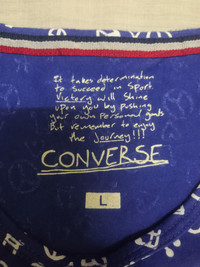 It takes determination
to succeed in Sport.
Victory will Shine
upon you by pushing
your own Personal goals
But remember to enjoy
the Journey!!!
CONVERSE
L